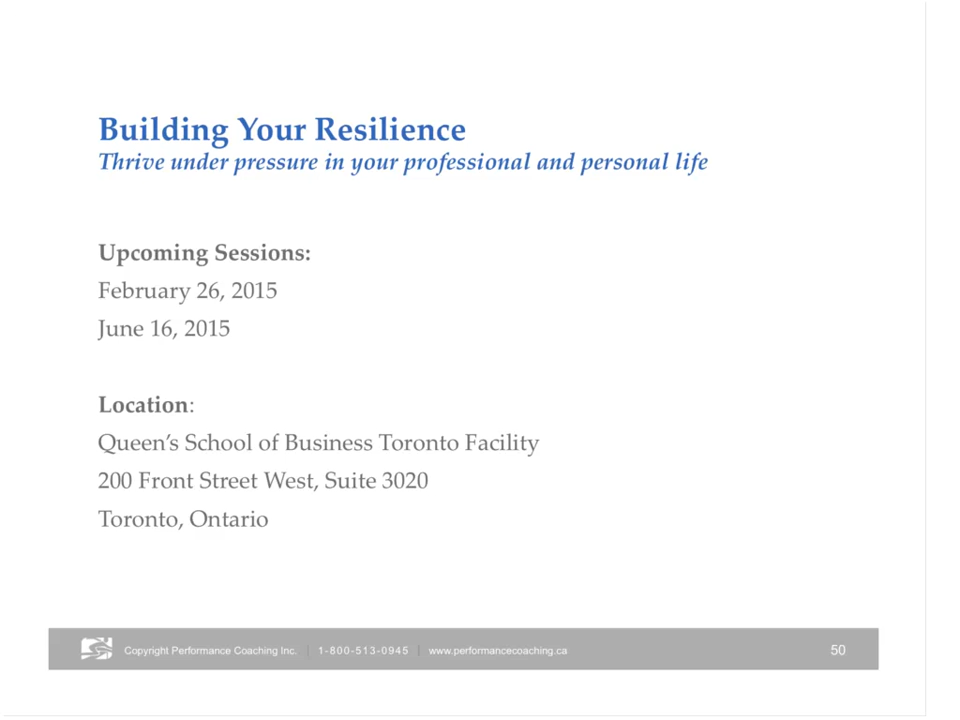 Building Your Resilience
Thrive under pressure in your professional and personal life
Upcoming Sessions:
February 26, 2015
June 16, 2015
Location:
Queen's School of Business Toronto Facility
200 Front Street West, Suite 3020
Toronto, Ontario
Copyright Performance Coaching Inc. | 1-800-513-0945 | www.performancecoaching.ca 50